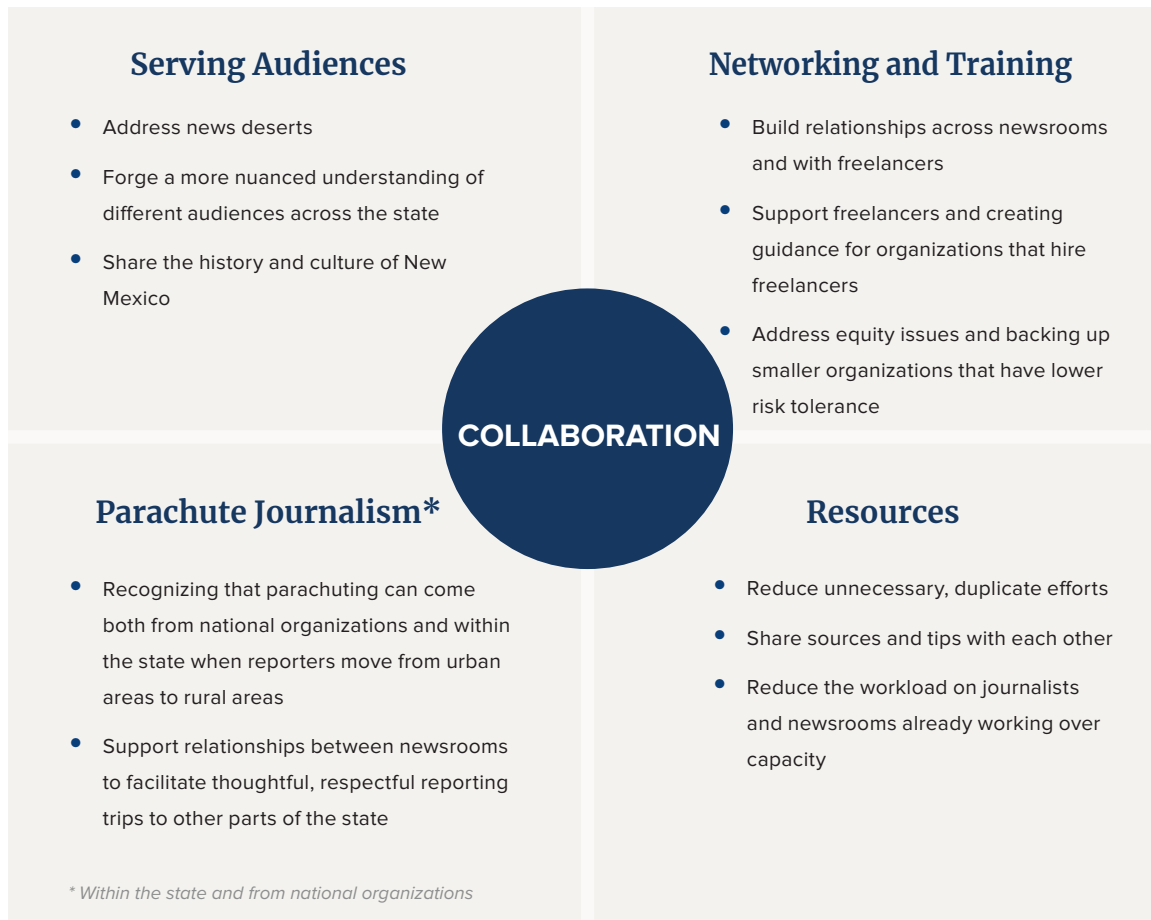 Serving Audiences
Address news deserts
Forge a more nuanced understanding of
different audiences across the state
Share the history and culture of New
Mexico
Networking and Training
Build relationships across newsrooms
and with freelancers
Support freelancers and creating
guidance for organizations that hire
freelancers
Address equity issues and backing up
smaller organizations that have lower
risk tolerance
COLLABORATION
Parachute Journalism*
Recognizing that parachuting can come
both from national organizations and within
the state when reporters move from urban
areas to rural areas
Support relationships between newsrooms
to facilitate thoughtful, respectful reporting
trips to other parts of the state
* Within the state and from national organizations
Resources
Reduce unnecessary, duplicate efforts
Share sources and tips with each other
Reduce the workload on journalists
and newsrooms already working over
capacity